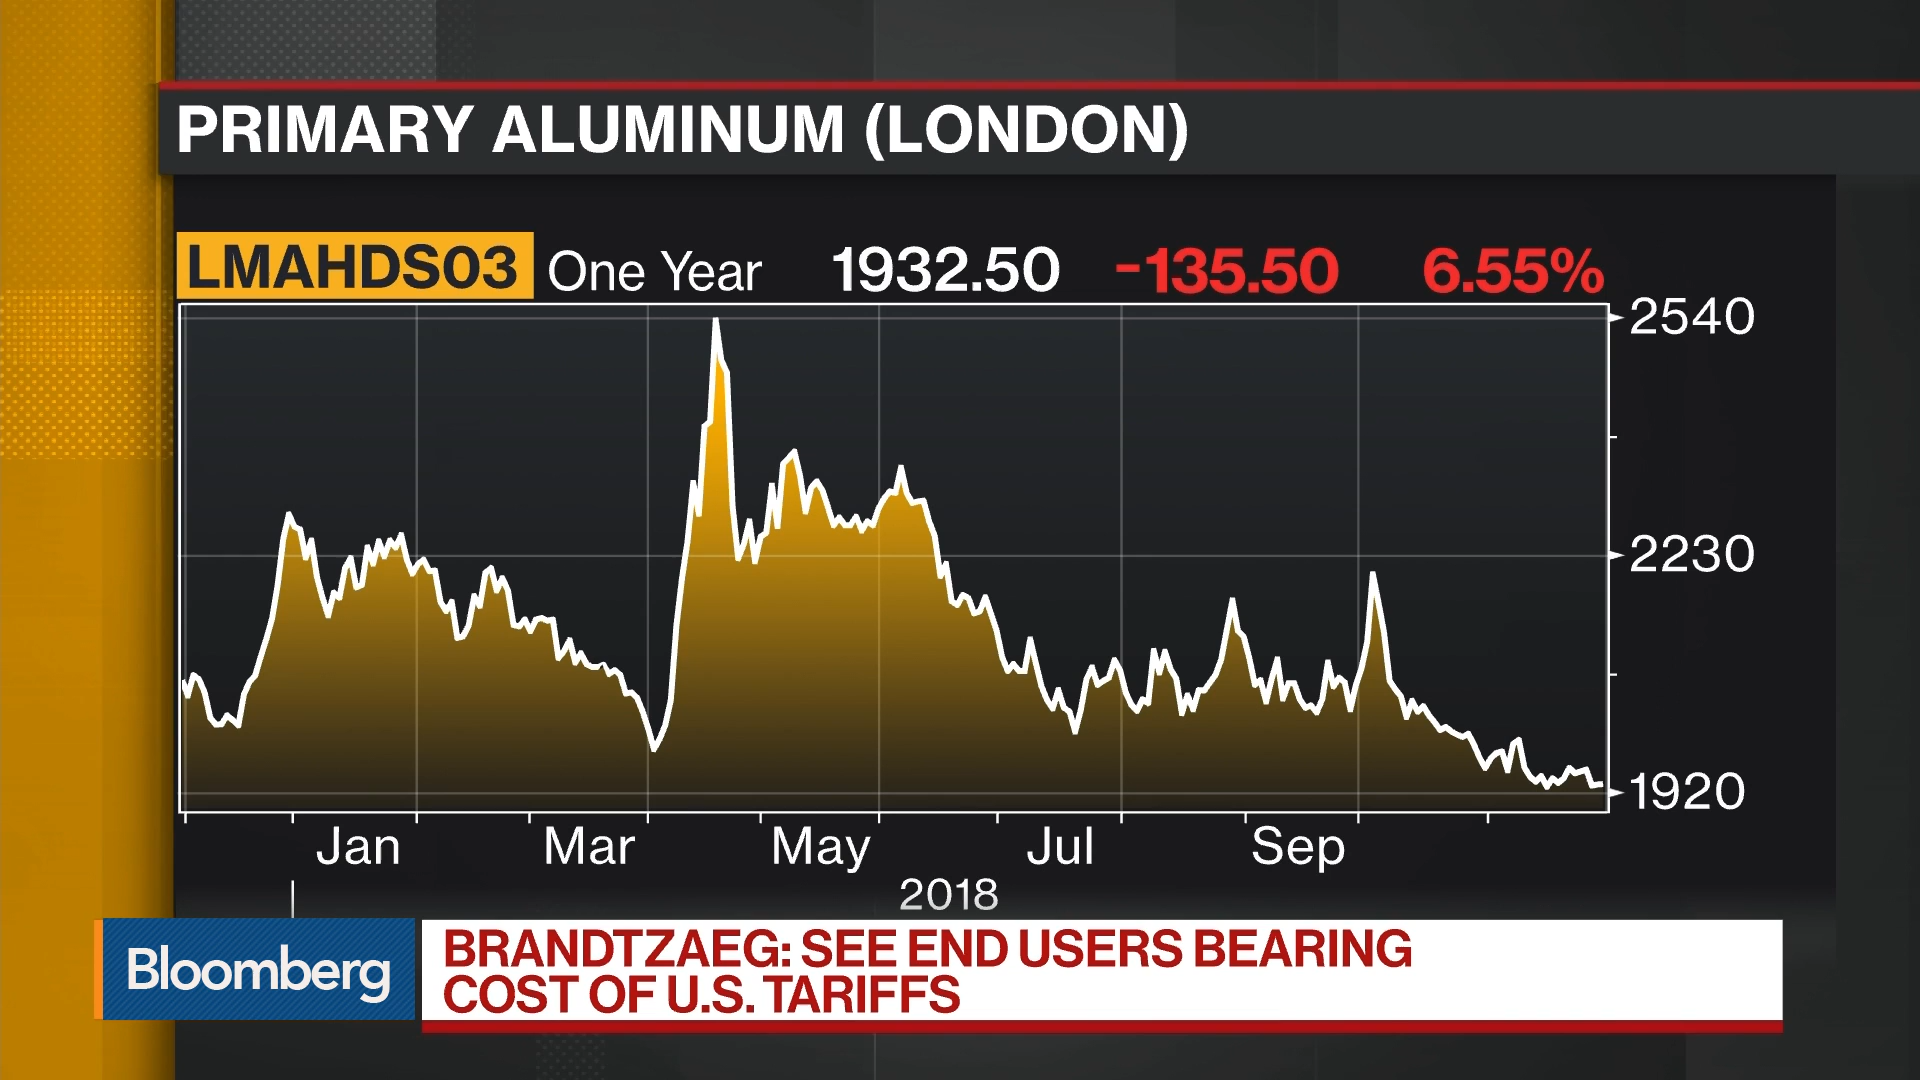 PRIMARY ALUMINUM (LONDON)
LMAHDS03 One Year 1932.50 -135.50 6.55%
2540
2230
1920
Jan Mar May Jul Sep
2018
Bloomberg
BRANDTZAEG: SEE END USERS BEARING
COST OF U.S. TARIFFS